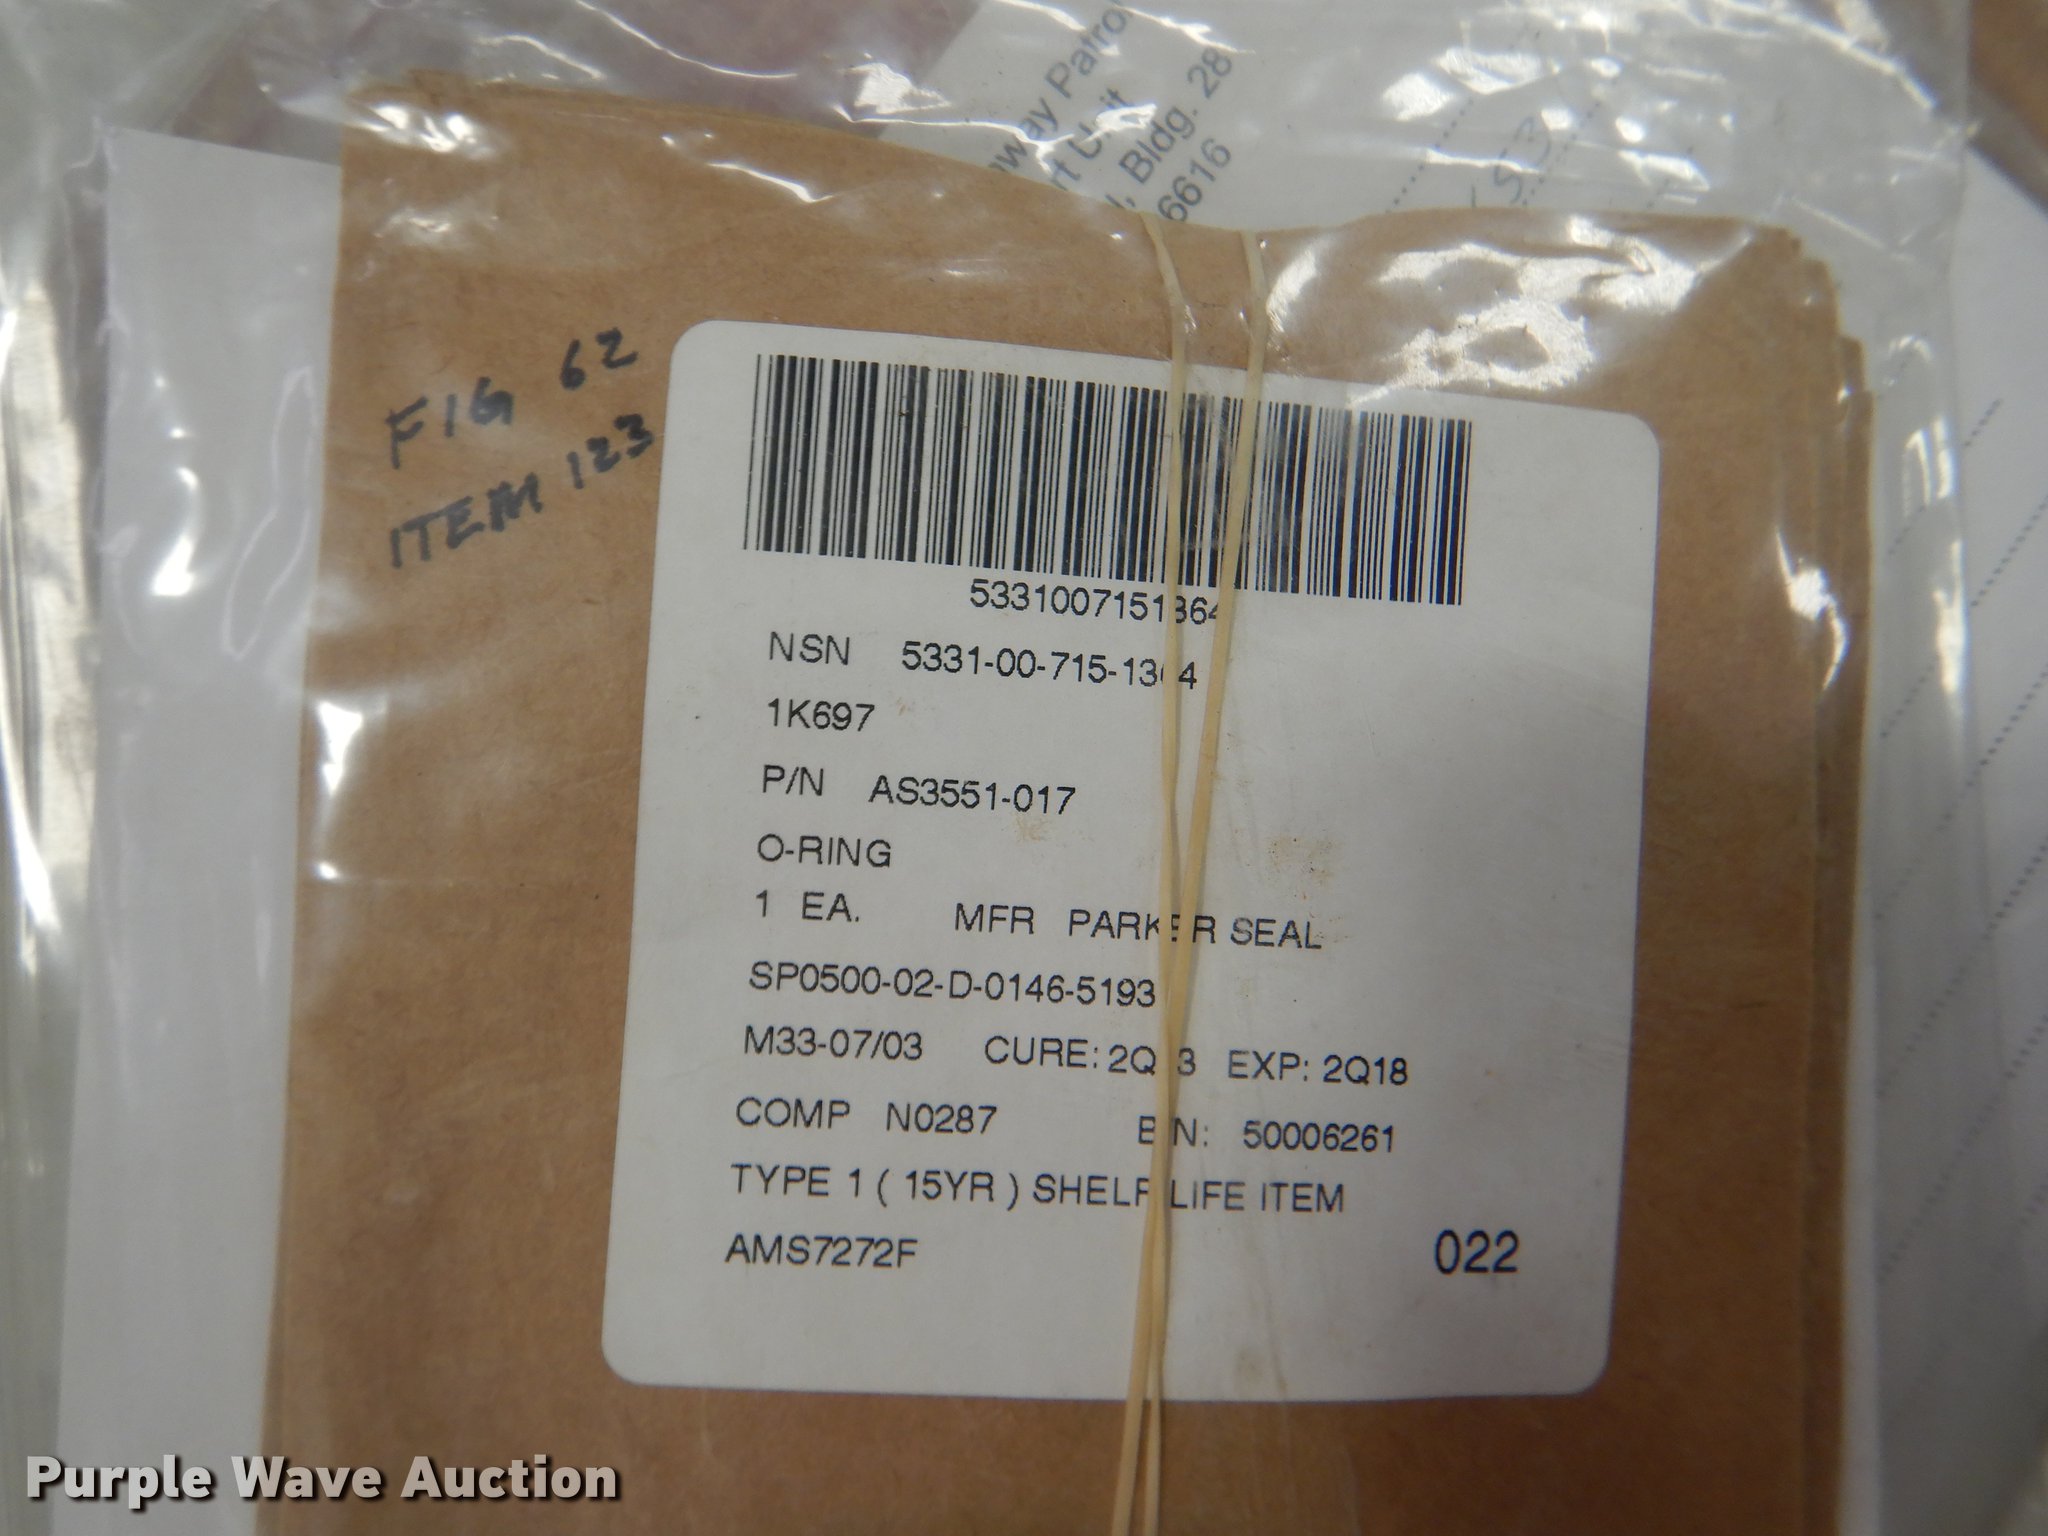 Patrol
Unit
Bldg. 28
6616
FIG 62
ITEM 123
5331007151364
NSN 5331-00-715-1364
1K697
P/N AS3551-017
O-RING
1 EA. MFR PARKER SEAL
SP0500-02-D-0146-5193
M33-07/03 CURE: 2Q03 EXP: 2Q18
COMP N0287 50006261
TYPE 1 ( 15YR ) SHELF LIFE ITEM
AMS7272F 022
Purple Wave Auction